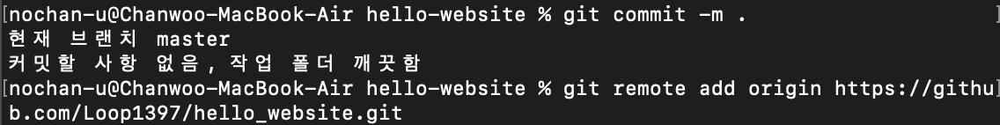 [nochan-u@Chanwoo-MacBook-Air hello-website % git commit -m .
현재 브랜치 master
커밋할 사항 없음, 작업 폴더 깨끗함
[nochan-u@Chanwoo-MacBook-Air hello-website % git remote add origin https://githu]
b.com/Loop1397/hello_website.git